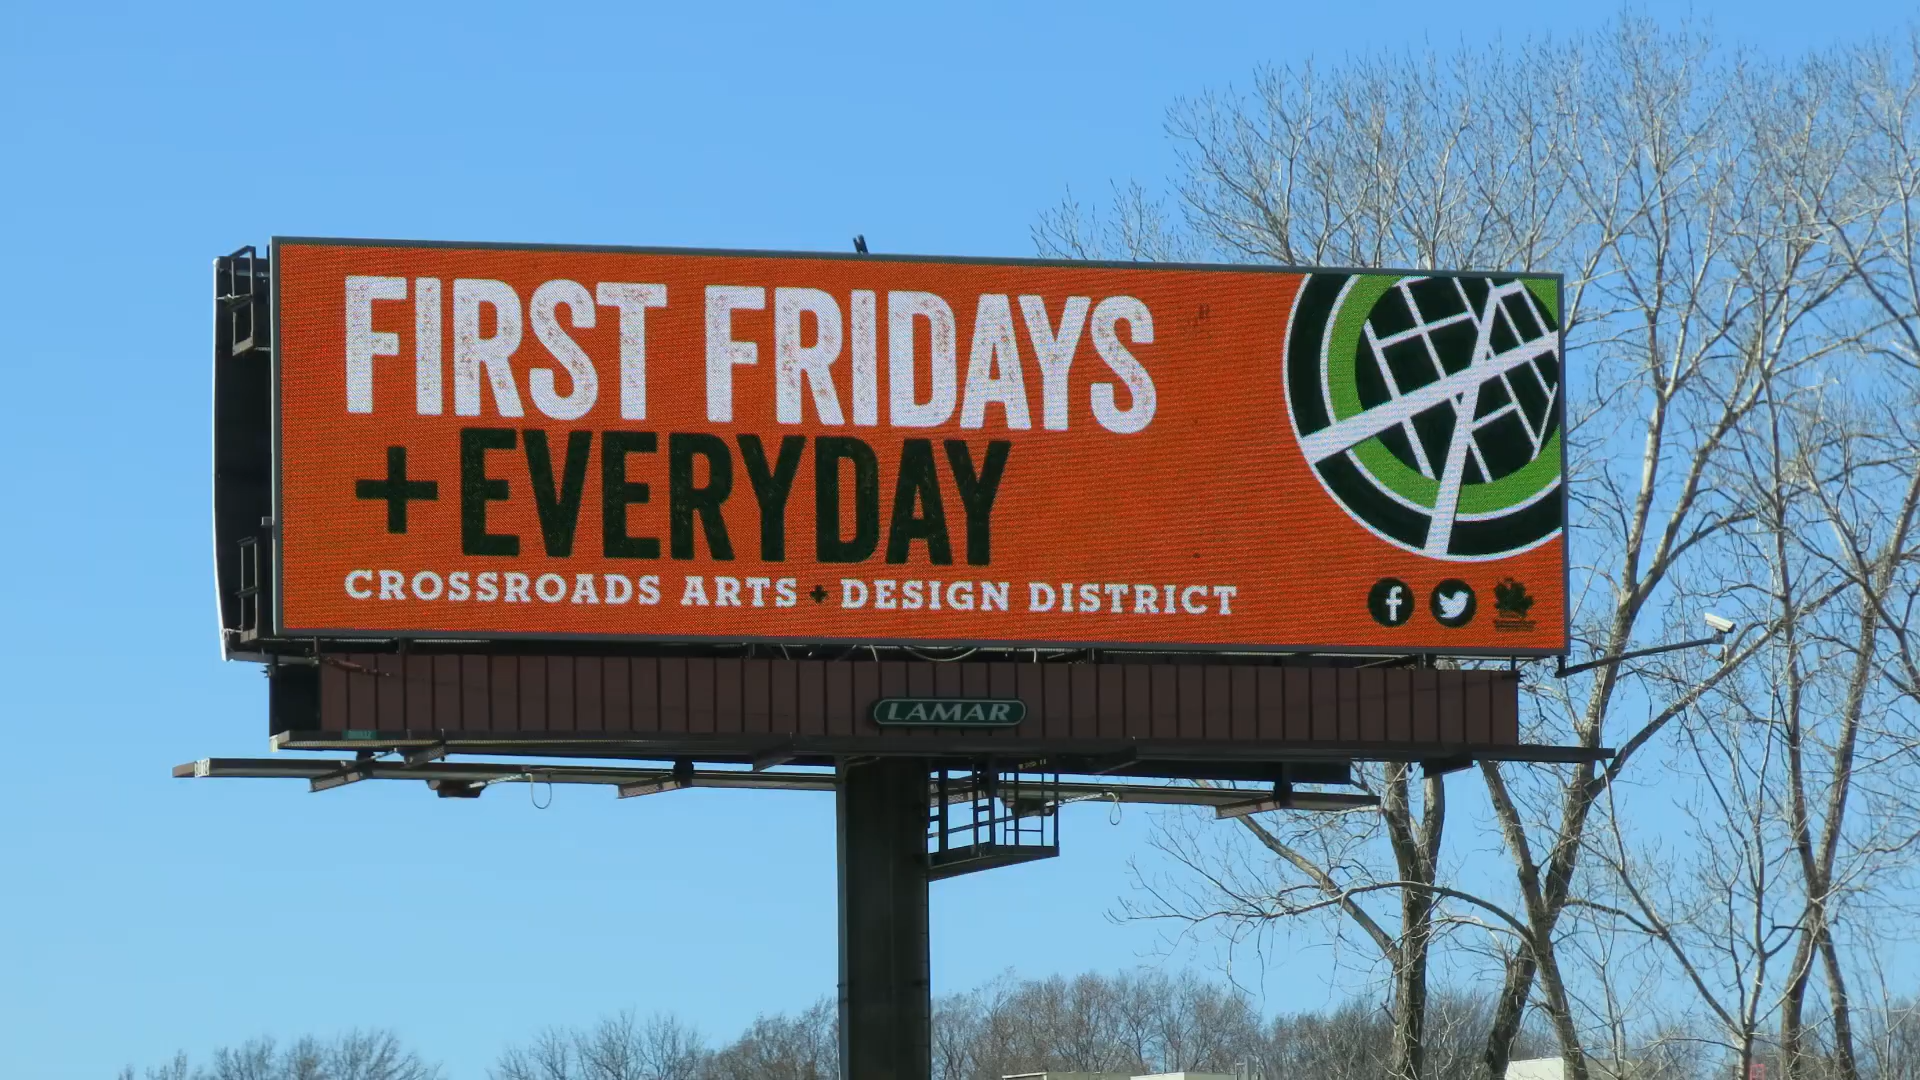 FIRST FRIDAYS
+ EVERYDAY
CROSSROADS ARTS + DESIGN DISTRICT
f
LAMAR